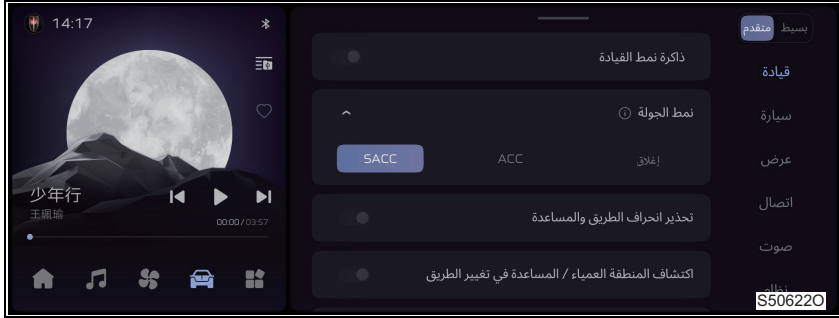 14:17
少年行
王珮瑜
00:00 / 03:57
ذاكرة نمط القيادة
نمط الجولة
إغلاق
ACC
SACC
تحذير انحراف الطريق والمساعدة
اكتشاف المنطقة العمياء / المساعدة في تغيير الطريق
بسيط
متقدم
قيادة
سيارة
عرض
اتصال
صوت
نظام
S50622O